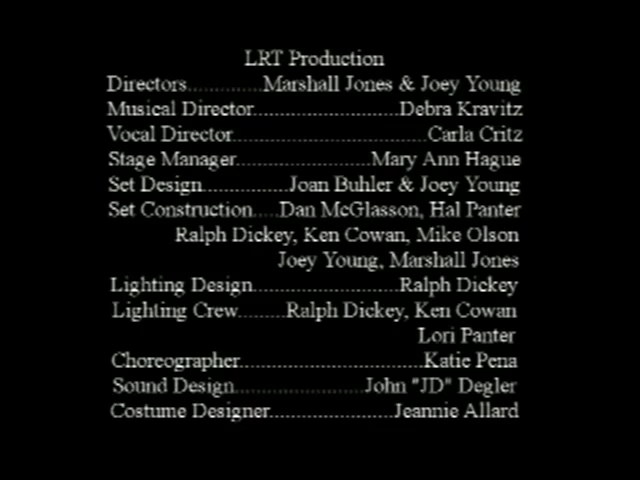 LRT Production
Directors.............Marshall Jones & Joey Young
Musical Director...........................Debra Kravitz
Vocal Director....................................Carla Critz
Stage Manager.........................Mary Ann Hague
Set Design................Joan Buhler & Joey Young
Set Construction.....Dan McGlasson, Hal Panter
Ralph Dickey, Ken Cowan, Mike Olson
Joey Young, Marshall Jones
Lighting Design...........................Ralph Dickey
Lighting Crew.........Ralph Dickey, Ken Cowan
Lori Panter
Choreographer..................................Katie Pena
Sound Design........................John "JD" Degler
Costume Designer.......................Jeannie Allard